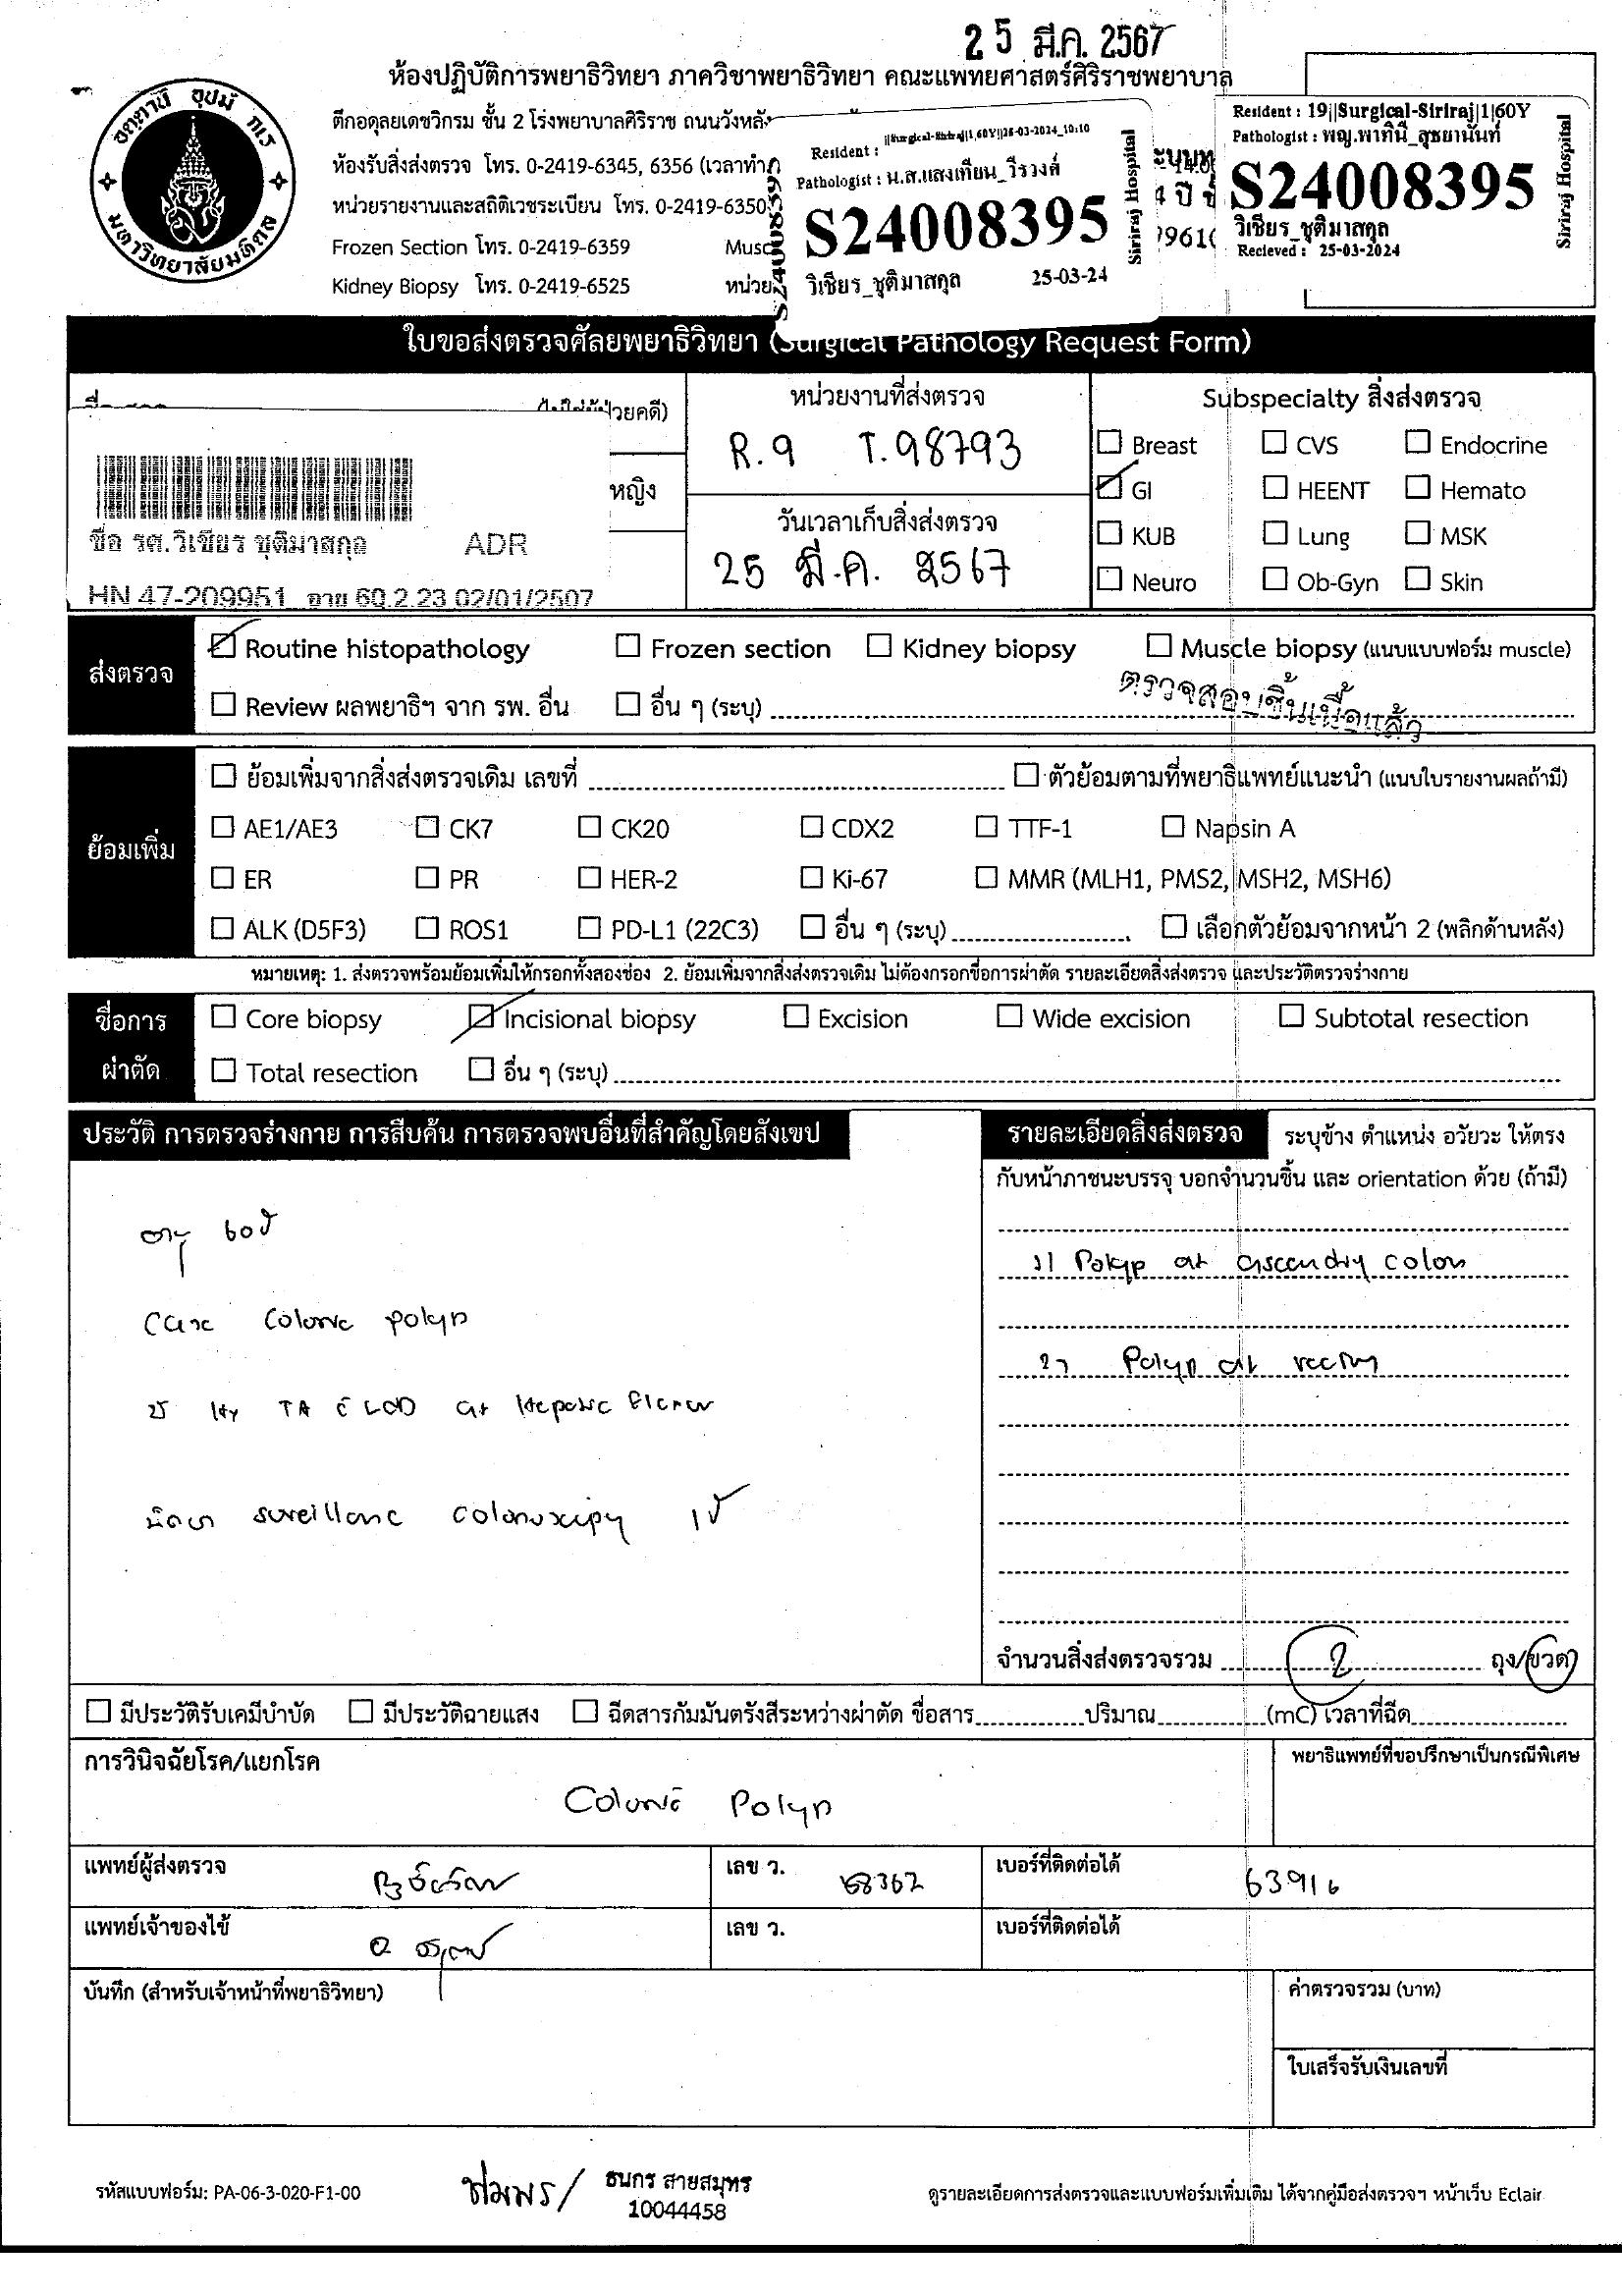 25 มี.ค. 2567
ห้องปฏิบัติการพยาธิวิทยา ภาควิชาพยาธิวิทยา คณะแพทยศาสตร์ศิริราชพยาบาล
ตึกอดุลยเดชวิกรม ชั้น 2 โรงพยาบาลศิริราช ถนนวังหลัง
ห้องรับสิ่งส่งตรวจ โทร. 0-2419-6345, 6356 (เวลาทำ
หน่วยรายงานและสถิติเวชระเบียน โทร. 0-2419-6350
Frozen Section โทร. 0-2419-6359 Musc
Kidney Biopsy โทร. 0-2419-6525 หน่วย
อตฺตานํ อุปมํ กเร
มหาวิทยาลัยมหิดล
Resident : ||Surgical-Siriraj|1,60Y||25-03-2024_10:10
Pathologist : น.ส.แสงเทียน_วีรวงศ์
S24008395
วิเชียร_ชุติมาสกุล 25-03-24
Siriraj Hospital
Resident : 19||Surgical-Siriraj|1|60Y
Pathologist : พญ.พาทินี_สุชยานันท์
S24008395
วิเชียร_ชุติมาสกุล
Recieved : 25-03-2024
Siriraj Hospital
ใบขอส่งตรวจศัลยพยาธิวิทยา (Surgical Pathology Request Form)
ป่วยคดี)
หญิง
ชื่อ รศ.วิเชียร ชุติมาสกุล ADR
HN 47-209951 อายุ 60.2.23 02/01/2507
หน่วยงานที่ส่งตรวจ
R.9 T.98793
วันเวลาเก็บสิ่งส่งตรวจ
25 มี.ค. 2567
Subspecialty สิ่งส่งตรวจ
Breast CVS Endocrine
GI HEENT Hemato
KUB Lung MSK
Neuro Ob-Gyn Skin
ส่งตรวจ
Routine histopathology Frozen section Kidney biopsy Muscle biopsy (แนบแบบฟอร์ม muscle)
Review ผลพยาธิฯ จาก รพ. อื่น อื่น ๆ (ระบุ)
ตรวจสอบชิ้นเนื้อแล้ว
ย้อมเพิ่ม
ย้อมเพิ่มจากสิ่งส่งตรวจเดิม เลขที่ ตัวย้อมตามที่พยาธิแพทย์แนะนำ (แนบใบรายงานผลถ้ามี)
AE1/AE3 CK7 CK20 CDX2 TTF-1 Napsin A
ER PR HER-2 Ki-67 MMR (MLH1, PMS2, MSH2, MSH6)
ALK (D5F3) ROS1 PD-L1 (22C3) อื่น ๆ (ระบุ) เลือกตัวย้อมจากหน้า 2 (พลิกด้านหลัง)
หมายเหตุ: 1. ส่งตรวจพร้อมย้อมเพิ่มให้กรอกทั้งสองช่อง 2. ย้อมเพิ่มจากสิ่งส่งตรวจเดิม ไม่ต้องกรอกชื่อการผ่าตัด รายละเอียดสิ่งส่งตรวจ และประวัติตรวจร่างกาย
ชื่อการ
ผ่าตัด
Core biopsy Incisional biopsy Excision Wide excision Subtotal resection
Total resection อื่น ๆ (ระบุ)
ประวัติ การตรวจร่างกาย การสืบค้น การตรวจพบอื่นที่สำคัญโดยสังเขป
อายุ 60ปี
case colonic polyp
TA c̄ LGD at Hepatic flexure
surveillance colonoscopy 1 ปี
รายละเอียดสิ่งส่งตรวจ ระบุข้าง ตำแหน่ง อวัยวะ ให้ตรง
กับหน้าภาชนะบรรจุ บอกจำนวนชิ้น และ orientation ด้วย (ถ้ามี)
1) Polyp at ascending colon
2) Polyp at rectum
จำนวนสิ่งส่งตรวจรวม 2 ถุง/ขวด
มีประวัติรับเคมีบำบัด มีประวัติฉายแสง ฉีดสารกัมมันตรังสีระหว่างผ่าตัด ชื่อสาร ปริมาณ (mC) เวลาที่ฉีด
การวินิจฉัยโรค/แยกโรค
Colonic Polyp
พยาธิแพทย์ที่ขอปรึกษาเป็นกรณีพิเศษ
แพทย์ผู้ส่งตรวจ เลข ว. 68362 เบอร์ที่ติดต่อได้ 63916
แพทย์เจ้าของไข้ เลข ว. เบอร์ที่ติดต่อได้
บันทึก (สำหรับเจ้าหน้าที่พยาธิวิทยา)
ค่าตรวจรวม (บาท)
ใบเสร็จรับเงินเลขที่
รหัสแบบฟอร์ม: PA-06-3-020-F1-00
ธนกร สายสมุทร
10044458
ดูรายละเอียดการส่งตรวจและแบบฟอร์มเพิ่มเติม ได้จากคู่มือส่งตรวจฯ หน้าเว็บ Eclair